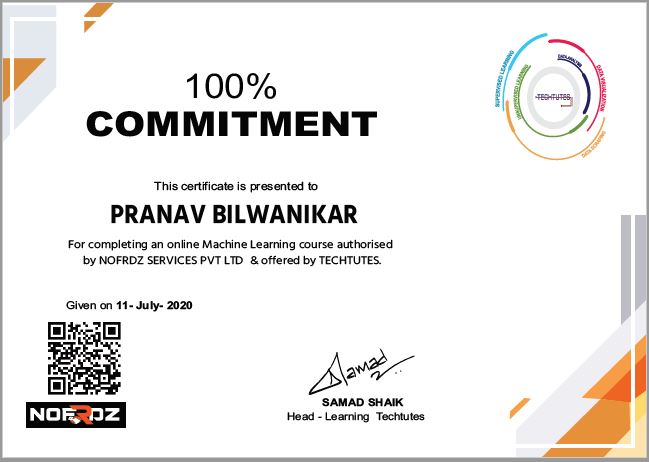 100%
COMMITMENT
SUPERVISED LEARNING
UNSUPERVISED LEARNING
DATA ANALYSIS
DATA VISUALIZATION
DATA SCRAPING
TECHTUTES
This certificate is presented to
PRANAV BILWANIKAR
For completing an online Machine Learning course authorised
by NOFRDZ SERVICES PVT LTD & offered by TECHTUTES.
Given on 11- July- 2020
NOFRDZ
Samad
SAMAD SHAIK
Head - Learning Techtutes